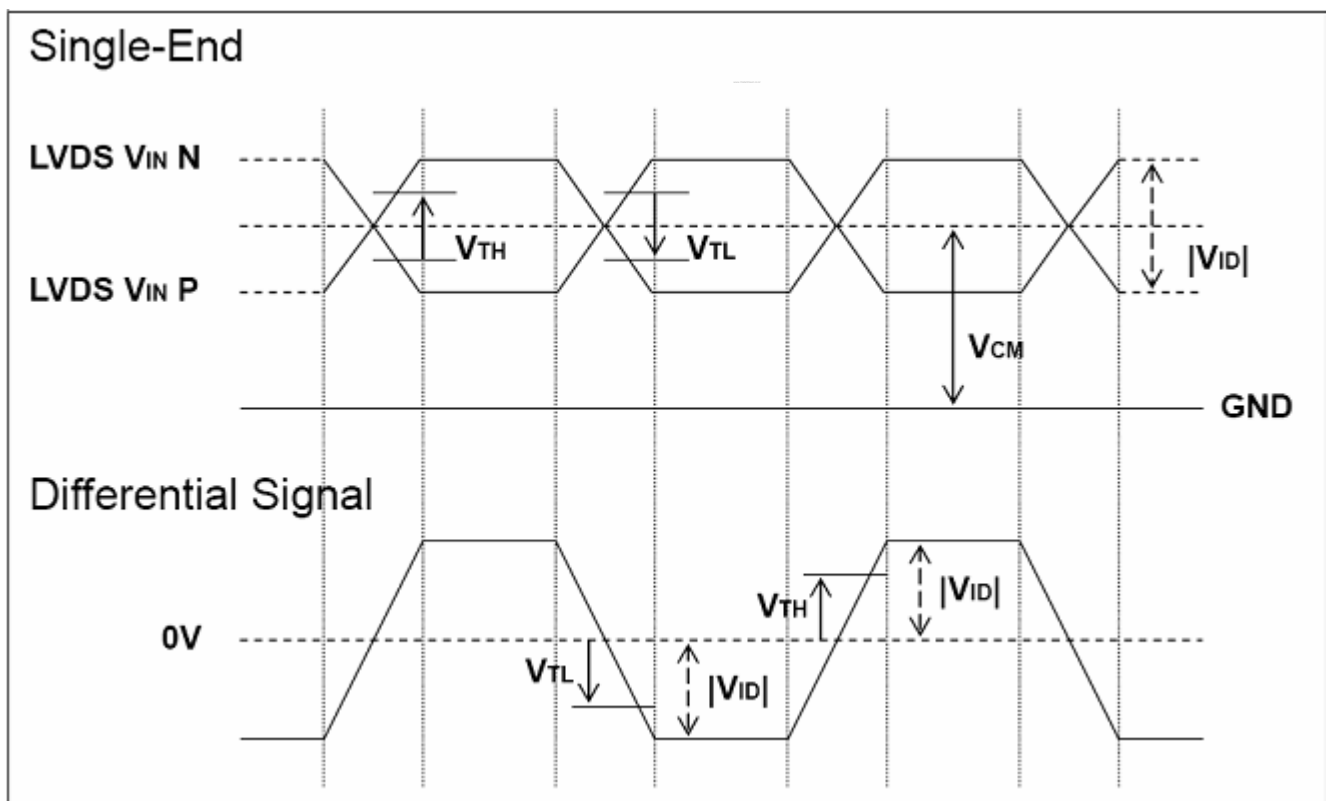 Single-End
LVDS VIN N
VTH
VTL
|VID|
LVDS VIN P
VCM
GND
Differential Signal
VTH
|VID|
0V
VTL
|VID|